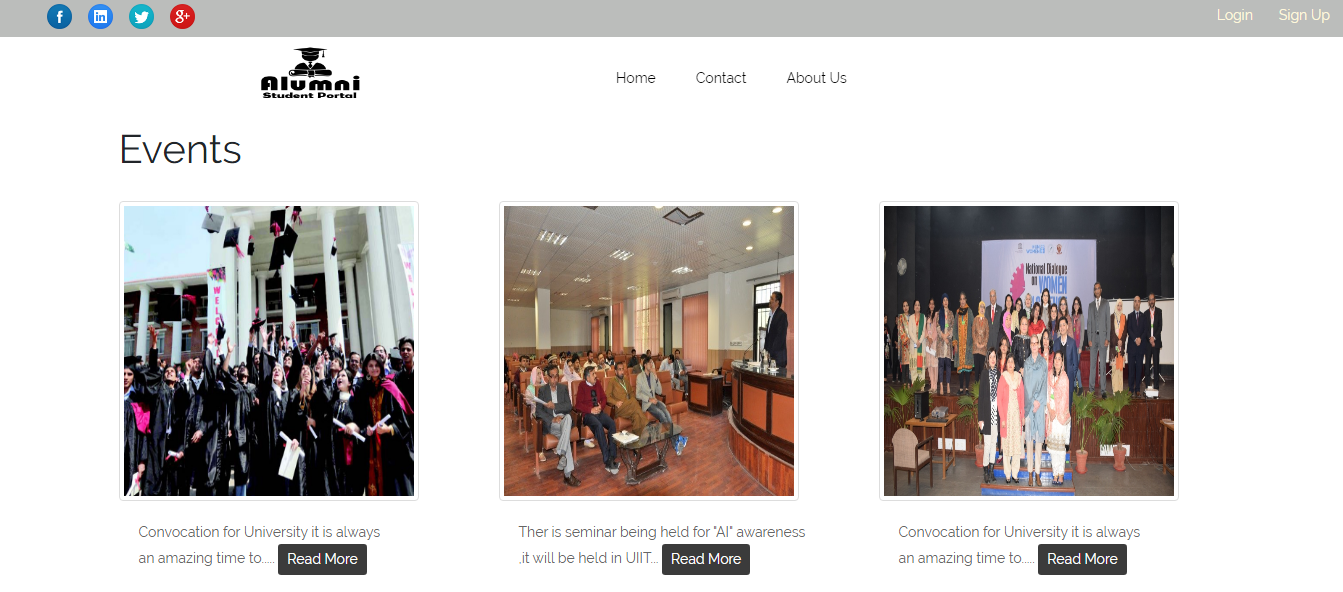 f in g+ Login Sign Up
Alumni
Student Portal
Home Contact About Us
Events
WEL
National Dialogue
on WOMEN
Convocation for University it is always
an amazing time to..... Read More
Ther is seminar being held for "AI" awareness
,it will be held in UIIT... Read More
Convocation for University it is always
an amazing time to..... Read More